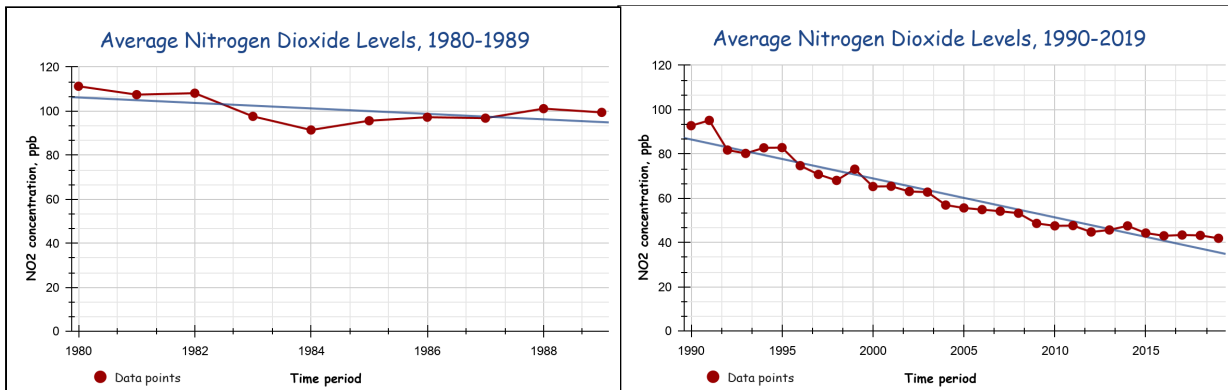 Average Nitrogen Dioxide Levels, 1980-1989
120
100
80
60
40
20
0
NO2 concentration, ppb
1980 1982 1984 1986 1988
Data points
Time period
Average Nitrogen Dioxide Levels, 1990-2019
120
100
80
60
40
20
0
NO2 concentration, ppb
1990 1995 2000 2005 2010 2015
Data points
Time period